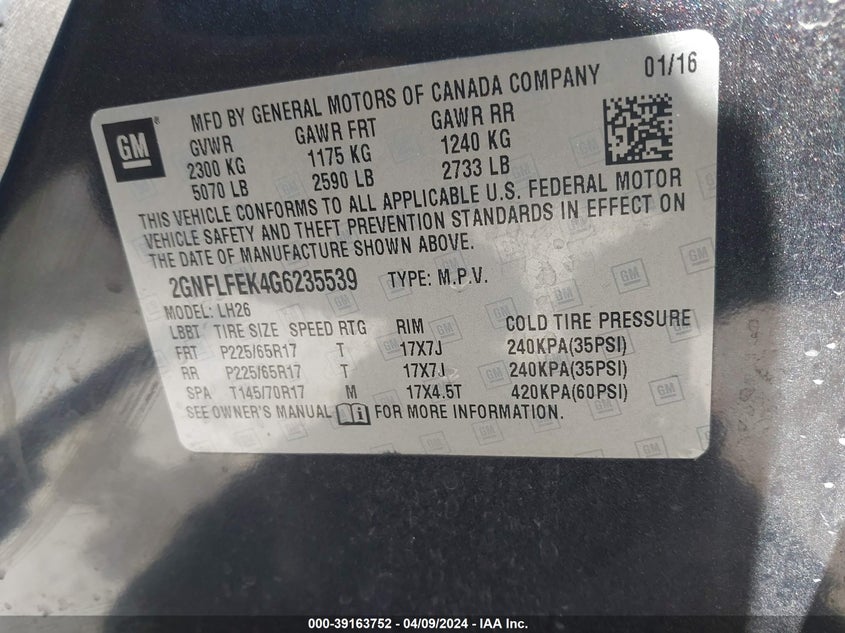 GM
MFD BY GENERAL MOTORS OF CANADA COMPANY 01/16
GVWR GAWR FRT GAWR RR
2300 KG 1175 KG 1240 KG
5070 LB 2590 LB 2733 LB
THIS VEHICLE CONFORMS TO ALL APPLICABLE U.S. FEDERAL MOTOR
VEHICLE SAFETY AND THEFT PREVENTION STANDARDS IN EFFECT ON
THE DATE OF MANUFACTURE SHOWN ABOVE.
2GNFLFEK4G6235539 TYPE: M.P.V.
MODEL: LH26
LBBT TIRE SIZE SPEED RTG RIM COLD TIRE PRESSURE
FRT P225/65R17 T 17X7J 240KPA(35PSI)
RR P225/65R17 T 17X7J 240KPA(35PSI)
SPA T145/70R17 M 17X4.5T 420KPA(60PSI)
SEE OWNER'S MANUAL FOR MORE INFORMATION.
000-39163752 - 04/09/2024 - IAA Inc.